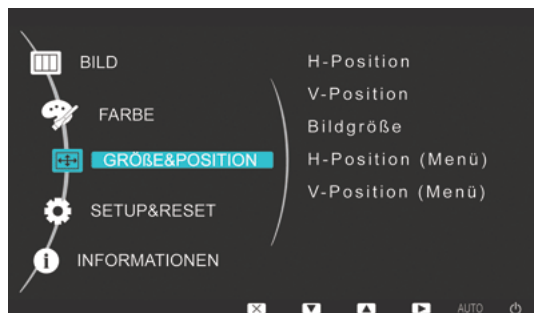 BILD
FARBE
GRÖßE&POSITION
SETUP&RESET
INFORMATIONEN
H-Position
V-Position
Bildgröße
H-Position (Menü)
V-Position (Menü)
AUTO